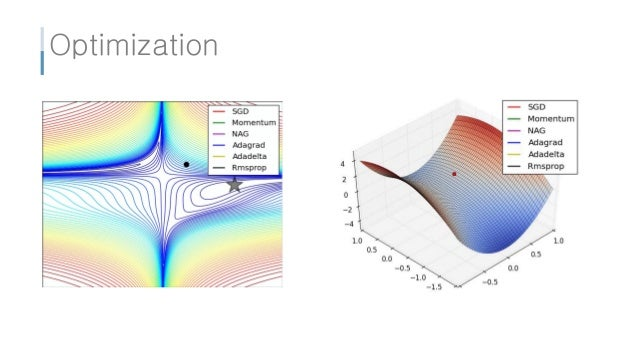 Optimization
SGD
Momentum
NAG
Adagrad
Adadelta
Rmsprop
SGD
Momentum
NAG
Adagrad
Adadelta
Rmsprop
4
2
0
−2
−4
1.0
0.5
0.0
−0.5
−1.0
−1.5
−0.5
0.0
0.5
1.0